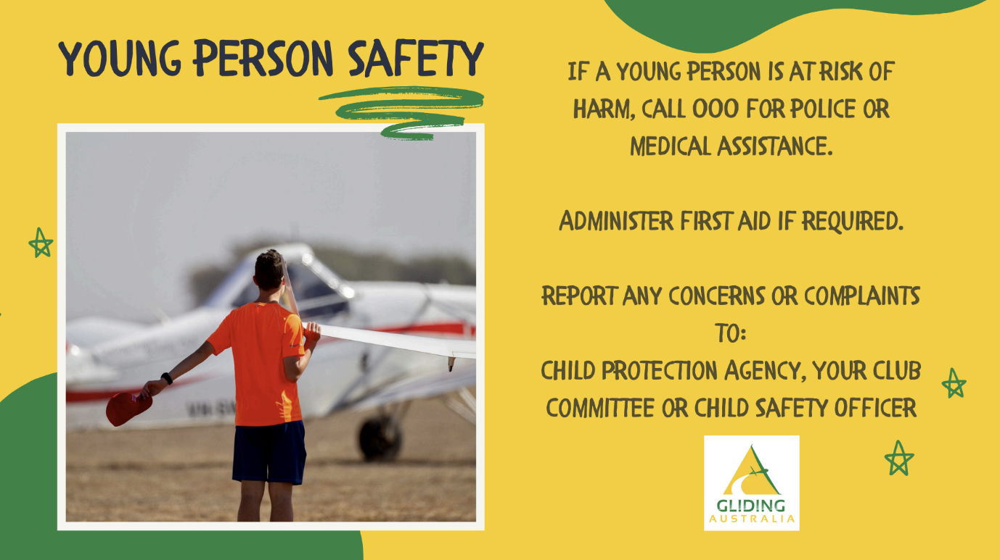 YOUNG PERSON SAFETY
IF A YOUNG PERSON IS AT RISK OF
HARM, CALL 000 FOR POLICE OR
MEDICAL ASSISTANCE.
ADMINISTER FIRST AID IF REQUIRED.
REPORT ANY CONCERNS OR COMPLAINTS
TO:
CHILD PROTECTION AGENCY, YOUR CLUB
COMMITTEE OR CHILD SAFETY OFFICER
GLIDING
AUSTRALIA